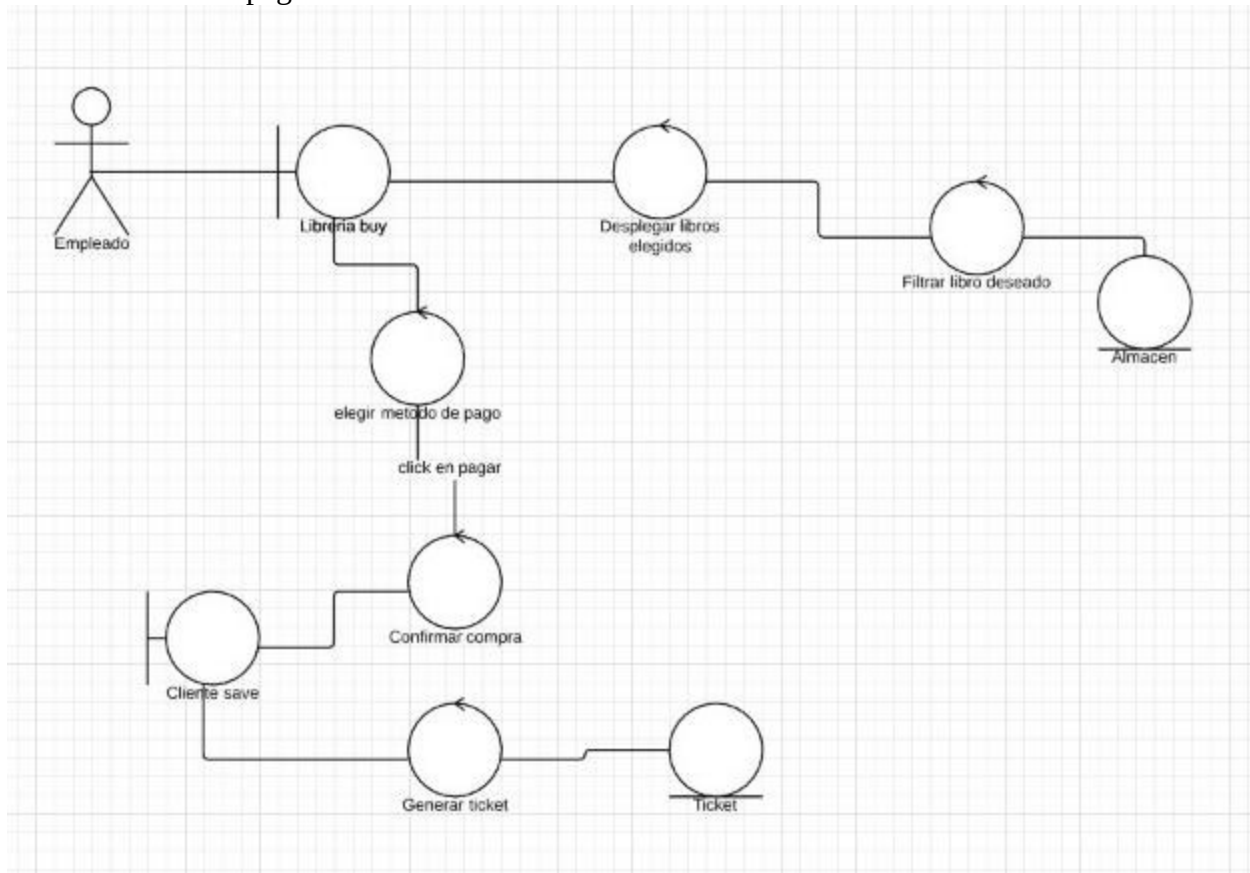 Empleado
Libreria buy
Desplegar libros
elegidos
Filtrar libro deseado
Almacen
elegir metodo de pago
click en pagar
Confirmar compra
Cliente save
Generar ticket
Ticket